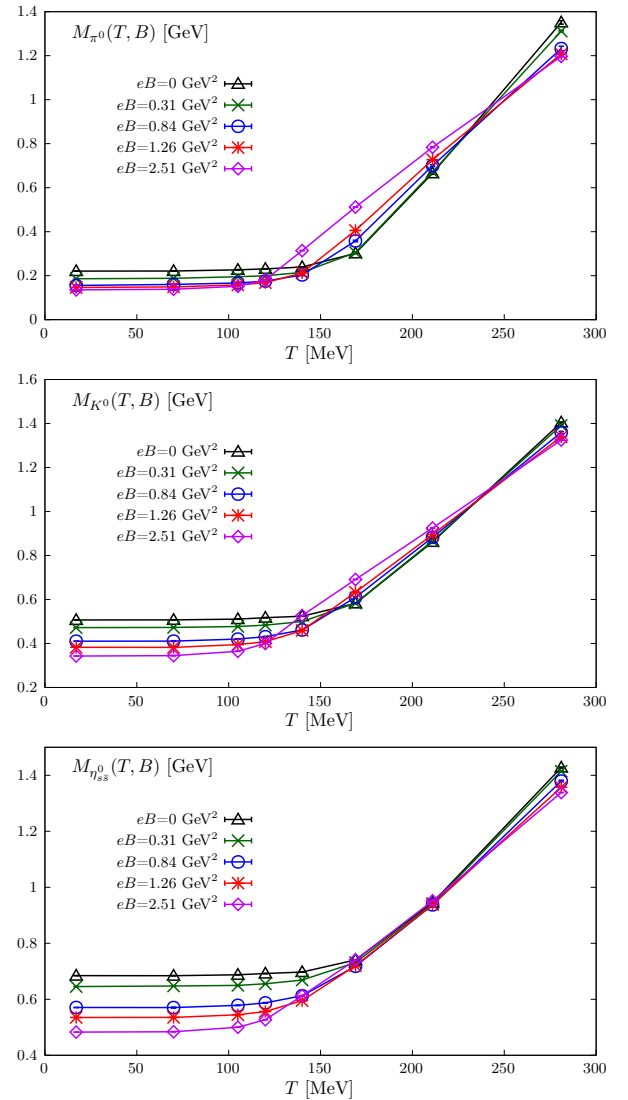 M_{π^0}(T, B) [GeV]
eB=0 GeV²
eB=0.31 GeV²
eB=0.84 GeV²
eB=1.26 GeV²
eB=2.51 GeV²
1.4
1.2
1
0.8
0.6
0.4
0.2
0
0 50 100 150 200 250 300
T [MeV]
M_{K^0}(T, B) [GeV]
eB=0 GeV²
eB=0.31 GeV²
eB=0.84 GeV²
eB=1.26 GeV²
eB=2.51 GeV²
1.6
1.4
1.2
1
0.8
0.6
0.4
0.2
0 50 100 150 200 250 300
T [MeV]
M_{η^0_{ss̄}}(T, B) [GeV]
eB=0 GeV²
eB=0.31 GeV²
eB=0.84 GeV²
eB=1.26 GeV²
eB=2.51 GeV²
1.4
1.2
1
0.8
0.6
0.4
0 50 100 150 200 250 300
T [MeV]